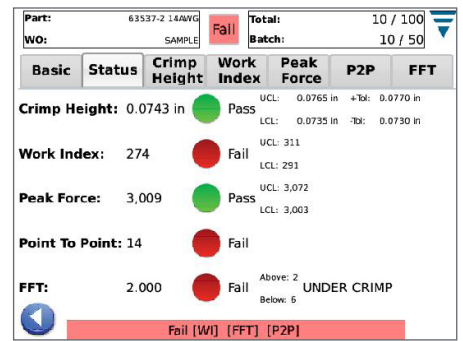 Part: 63537-2 14AWG Fail Total: 10 / 100
WO: SAMPLE Batch: 10 / 50
Basic Status Crimp Height Work Index Peak Force P2P FFT
Crimp Height: 0.0743 in Pass UCL: 0.0765 in +Tol: 0.0770 in
LCL: 0.0735 in -Tol: 0.0730 in
Work Index: 274 Fail UCL: 311
LCL: 291
Peak Force: 3,009 Pass UCL: 3,072
LCL: 3,003
Point To Point: 14 Fail
FFT: 2.000 Fail Above: 2 UNDER CRIMP
Below: 6
Fail [WI] [FFT] [P2P]